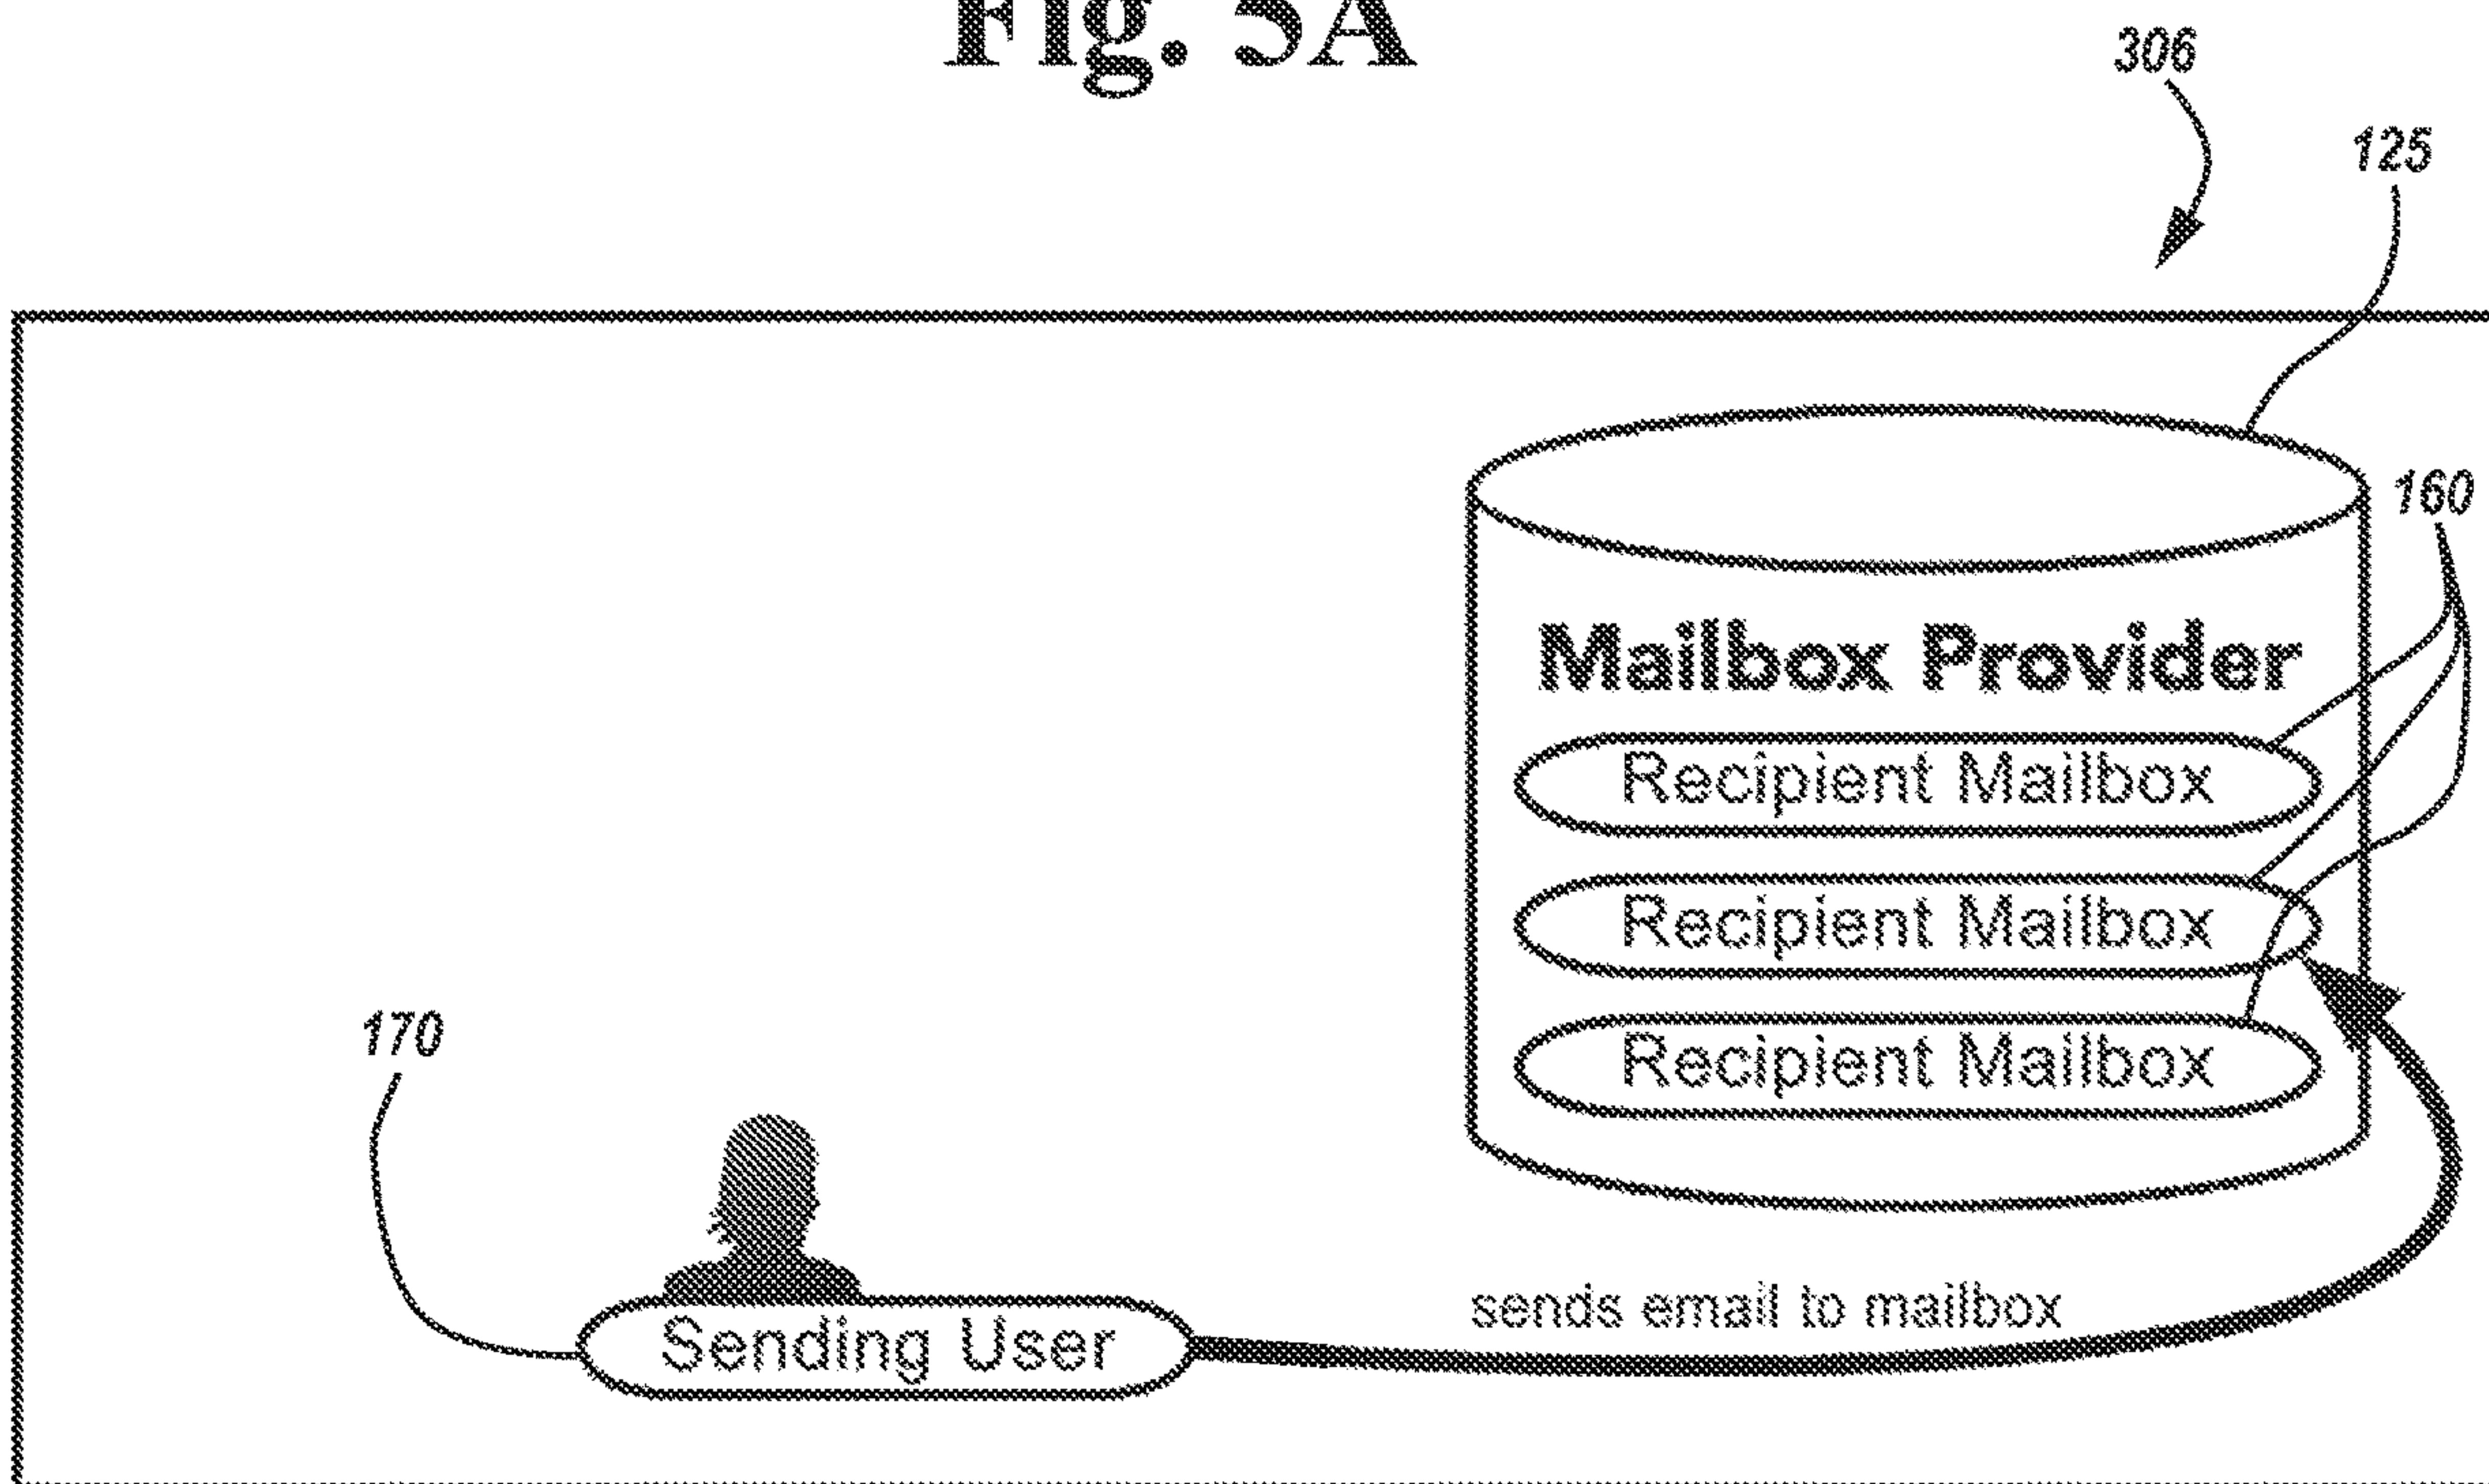 Fig. 5A
306
125
160
Mailbox Provider
Recipient Mailbox
Recipient Mailbox
Recipient Mailbox
170
sends email to mailbox
Sending User